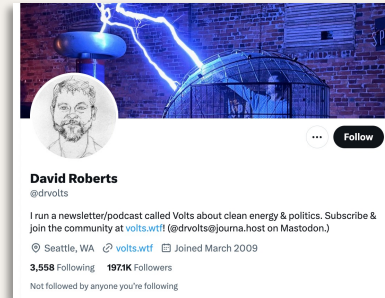 Follow
David Roberts
@drvolts
I run a newsletter/podcast called Volts about clean energy & politics. Subscribe &
join the community at volts.wtf! (@drvolts@journa.host on Mastodon.)
Seattle, WA volts.wtf Joined March 2009
3,558 Following 197.1K Followers
Not followed by anyone you're following